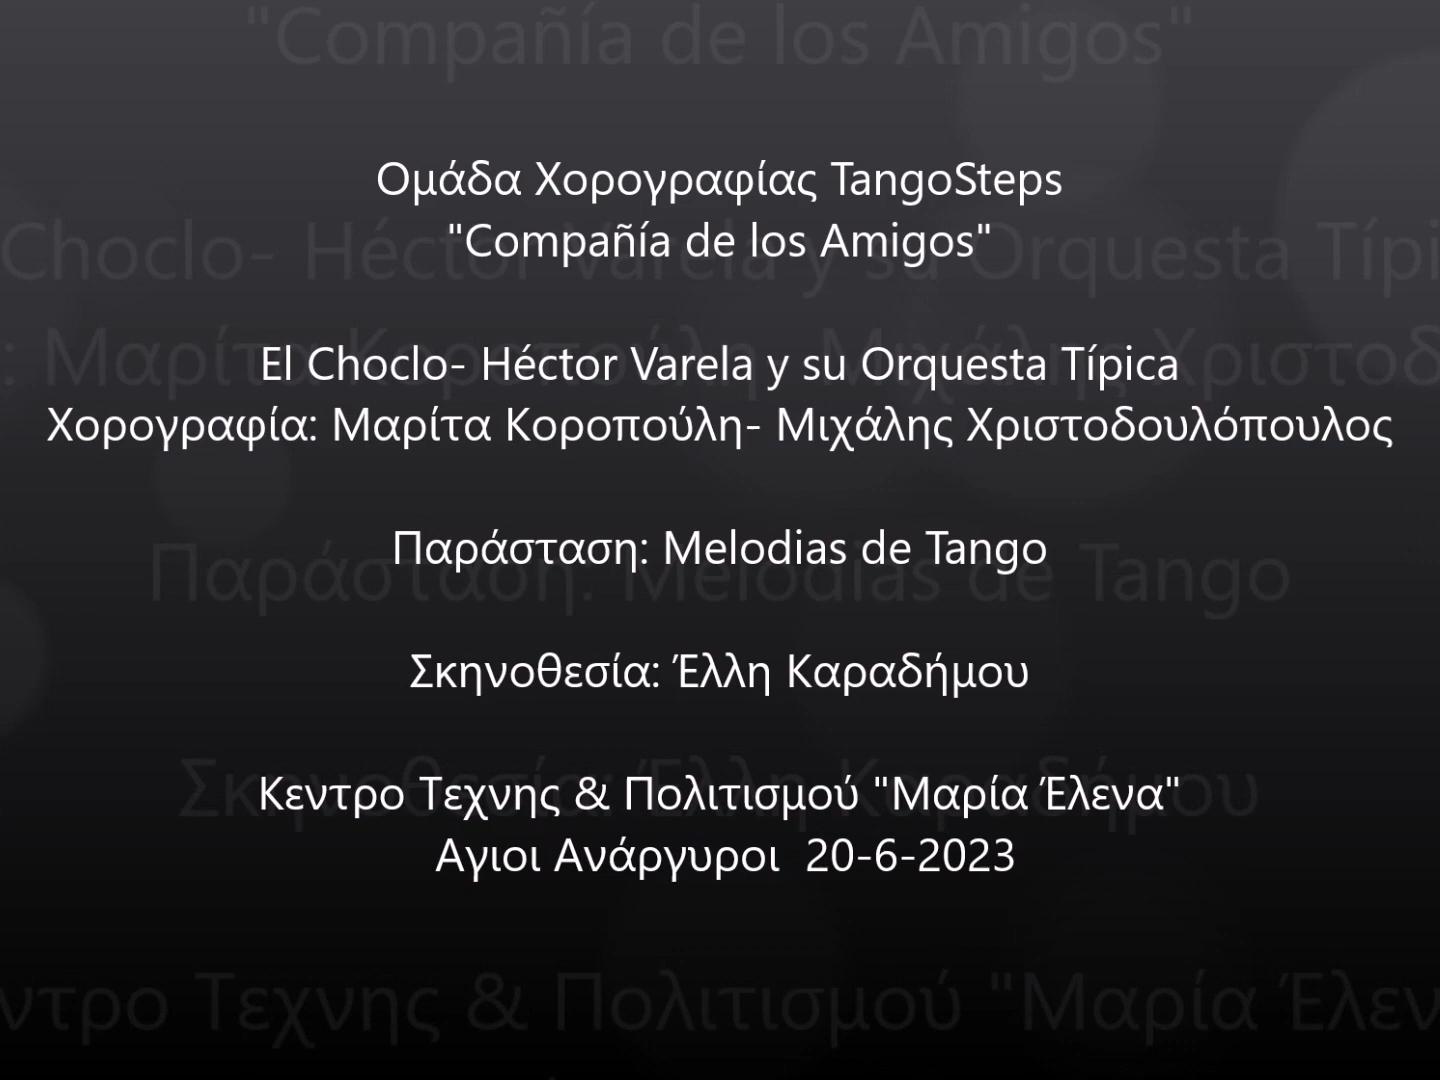 Ομάδα Χορογραφίας TangoSteps
"Compañía de los Amigos"
El Choclo- Héctor Varela y su Orquesta Típica
Χορογραφία: Μαρίτα Κοροπούλη- Μιχάλης Χριστοδουλόπουλος
Παράσταση: Melodias de Tango
Σκηνοθεσία: Έλλη Καραδήμου
Κεντρο Τεχνης & Πολιτισμού "Μαρία Έλενα"
Αγιοι Ανάργυροι  20-6-2023